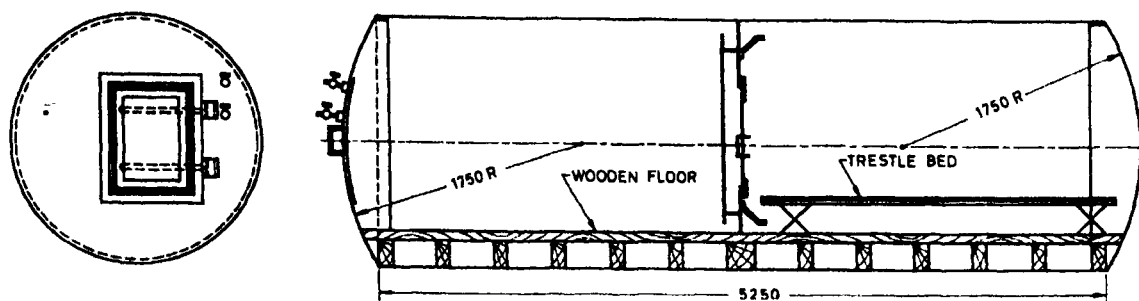 1750 R
TRESTLE BED
1750 R
WOODEN FLOOR
5250